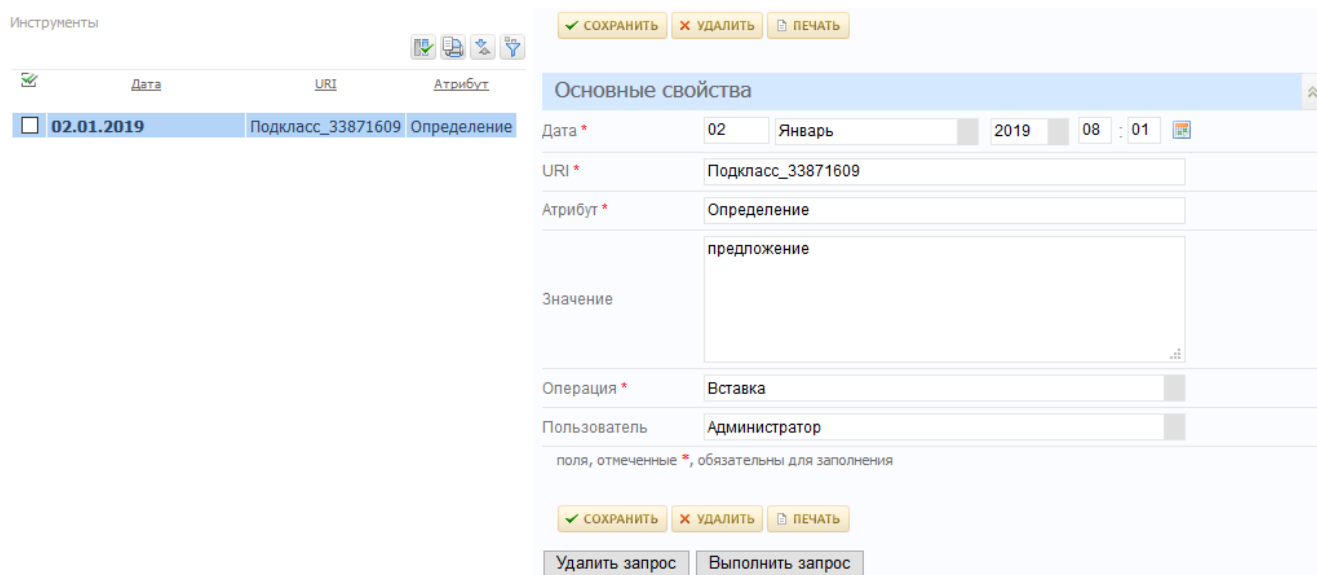 Инструменты
Дата URI Атрибут
02.01.2019 Подкласс_33871609 Определение
СОХРАНИТЬ УДАЛИТЬ ПЕЧАТЬ
Основные свойства
Дата * 02 Январь 2019 08 : 01
URI * Подкласс_33871609
Атрибут * Определение
Значение предложение
Операция * Вставка
Пользователь Администратор
поля, отмеченные *, обязательны для заполнения
СОХРАНИТЬ УДАЛИТЬ ПЕЧАТЬ
Удалить запрос Выполнить запрос